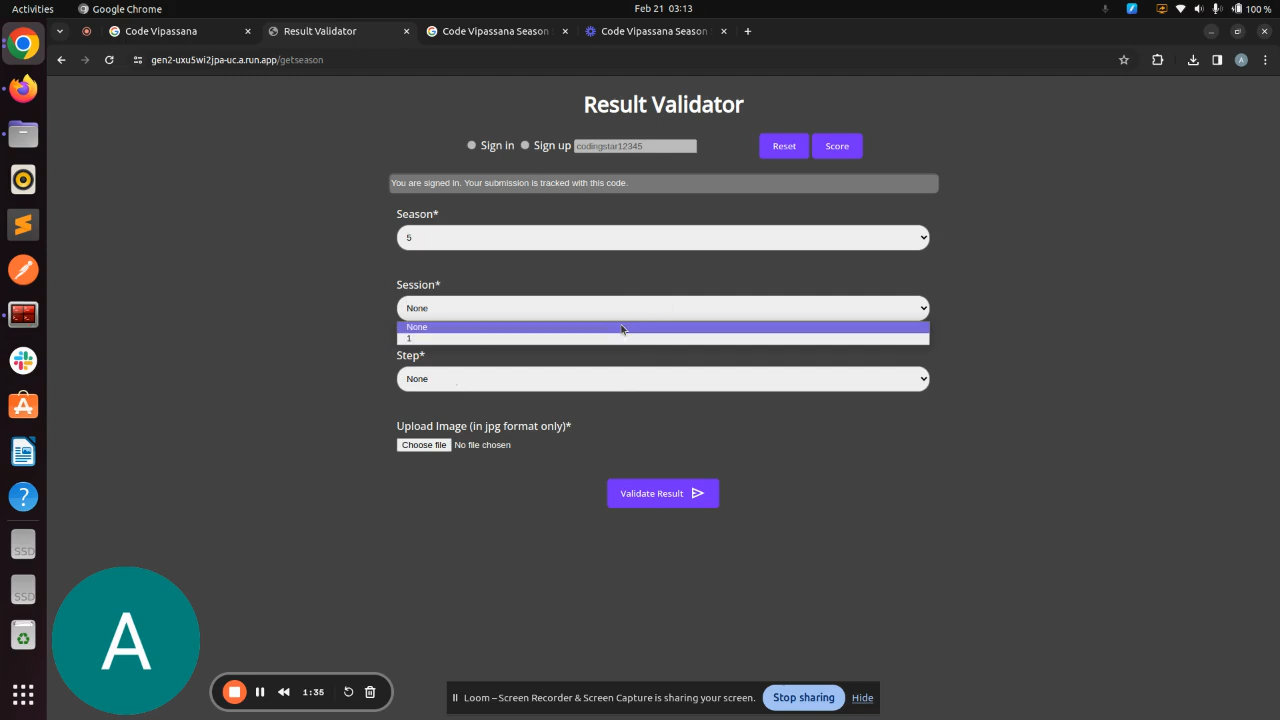 Activities
Google Chrome
Feb 21 03:13
100 %
Code Vipassana
Result Validator
Code Vipassana Season
Code Vipassana Season
gen2-uxu5wi2jpa-uc.a.run.app/getseason
A
Result Validator
Sign in
Sign up
codingstar12345
Reset
Score
You are signed in. Your submission is tracked with this code.
Season*
5
Session*
None
None
1
Step*
None
Upload Image (in jpg format only)*
Choose file No file chosen
Validate Result
SSD
SSD
A
1:35
Loom – Screen Recorder & Screen Capture is sharing your screen.
Stop sharing
Hide